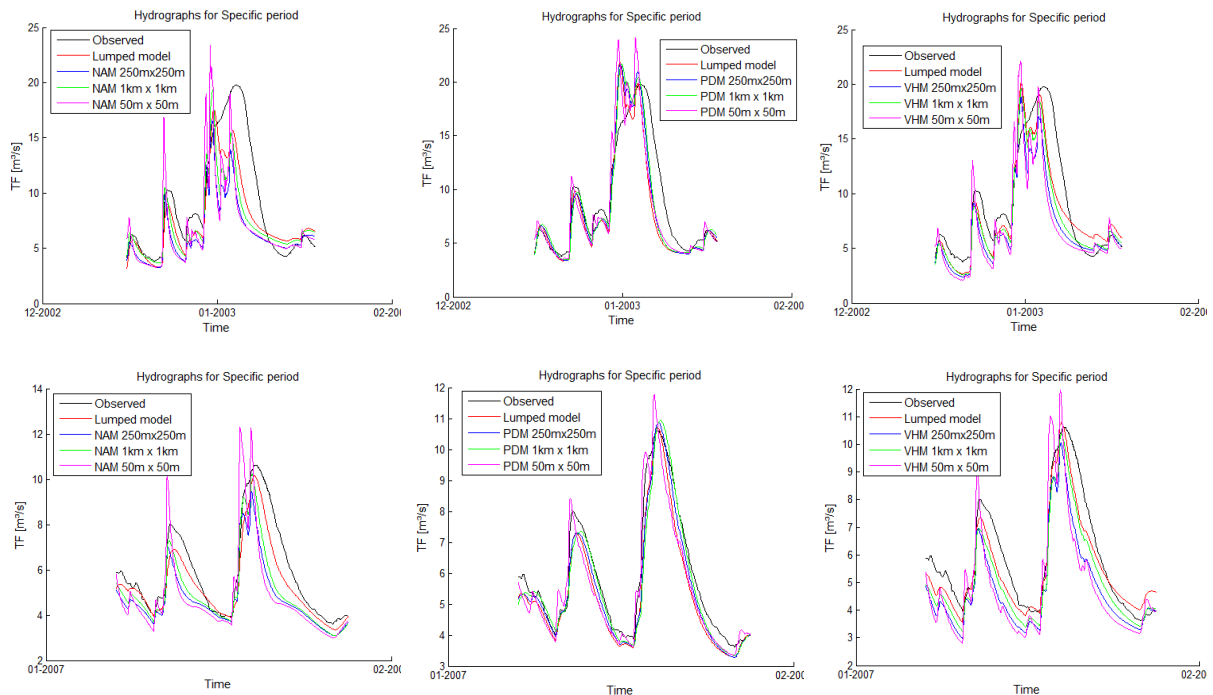 Hydrographs for Specific period
25
20
15
10
5
0
TF [m³/s]
Observed
Lumped model
NAM 250mx250m
NAM 1km x 1km
NAM 50m x 50m
12-2002
01-2003
02-200
Time
Hydrographs for Specific period
25
20
15
10
5
0
TF [m³/s]
Observed
Lumped model
PDM 250mx250m
PDM 1km x 1km
PDM 50m x 50m
12-2002
01-2003
02-200
Time
Hydrographs for Specific period
25
20
15
10
5
0
TF [m³/s]
Observed
Lumped model
VHM 250mx250m
VHM 1km x 1km
VHM 50m x 50m
12-2002
01-2003
02-200
Time
Hydrographs for Specific period
14
12
10
8
6
4
2
TF [m³/s]
Observed
Lumped model
NAM 250mx250m
NAM 1km x 1km
NAM 50m x 50m
01-2007
02-200
Time
Hydrographs for Specific period
12
11
10
9
8
7
6
5
4
3
TF [m³/s]
Observed
Lumped model
PDM 250mx250m
PDM 1km x 1km
PDM 50m x 50m
01-2007
02-200
Time
Hydrographs for Specific period
12
11
10
9
8
7
6
5
4
3
2
TF [m³/s]
Observed
Lumped model
VHM 250mx250m
VHM 1km x 1km
VHM 50m x 50m
01-2007
02-200
Time